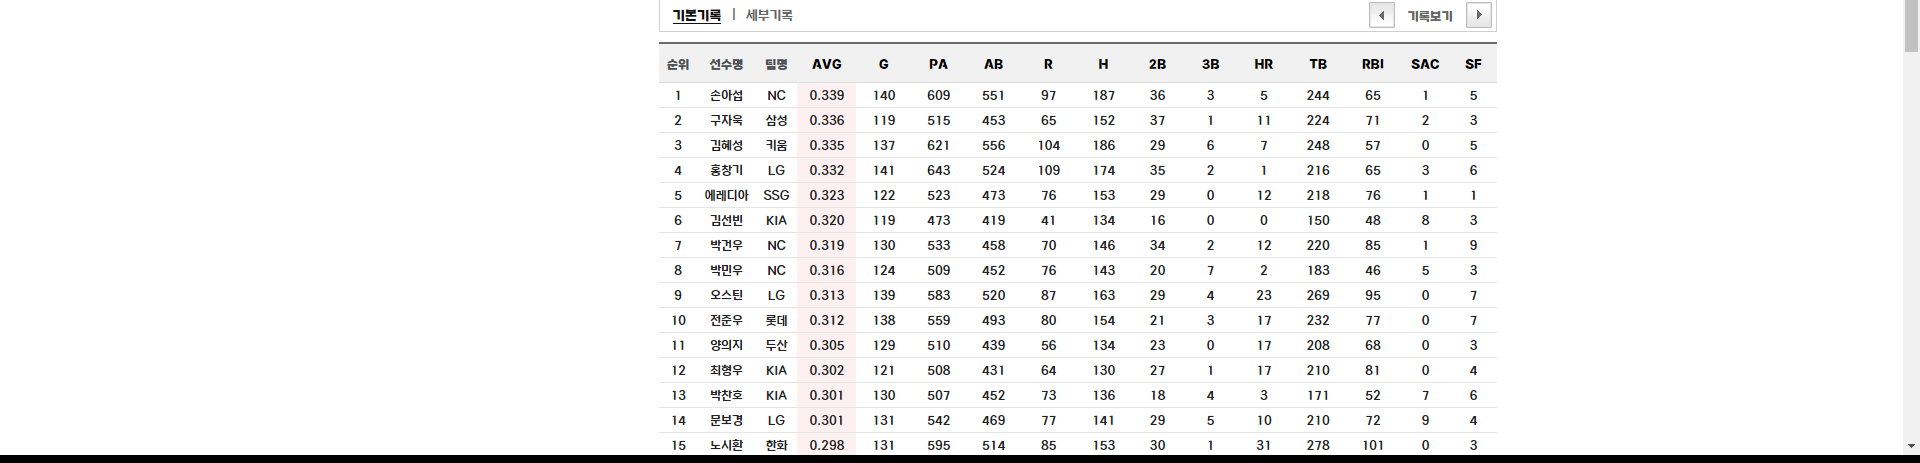 기본기록 | 세부기록 기록보기
순위 선수명 팀명 AVG G PA AB R H 2B 3B HR TB RBI SAC SF
1 손아섭 NC 0.339 140 609 551 97 187 36 3 5 244 65 1 5
2 구자욱 삼성 0.336 119 515 453 65 152 37 1 11 224 71 2 3
3 김혜성 키움 0.335 137 621 556 104 186 29 6 7 248 57 0 5
4 홍창기 LG 0.332 141 643 524 109 174 35 2 1 216 65 3 6
5 에레디아 SSG 0.323 122 523 473 76 153 29 0 12 218 76 1 1
6 김선빈 KIA 0.320 119 473 419 41 134 16 0 0 150 48 8 3
7 박건우 NC 0.319 130 533 458 70 146 34 2 12 220 85 1 9
8 박민우 NC 0.316 124 509 452 76 143 20 7 2 183 46 5 3
9 오스틴 LG 0.313 139 583 520 87 163 29 4 23 269 95 0 7
10 전준우 롯데 0.312 138 559 493 80 154 21 3 17 232 77 0 7
11 양의지 두산 0.305 129 510 439 56 134 23 0 17 208 68 0 3
12 최형우 KIA 0.302 121 508 431 64 130 27 1 17 210 81 0 4
13 박찬호 KIA 0.301 130 507 452 73 136 18 4 3 171 52 7 6
14 문보경 LG 0.301 131 542 469 77 141 29 5 10 210 72 9 4
15 노시환 한화 0.298 131 595 514 85 153 30 1 31 278 101 0 3